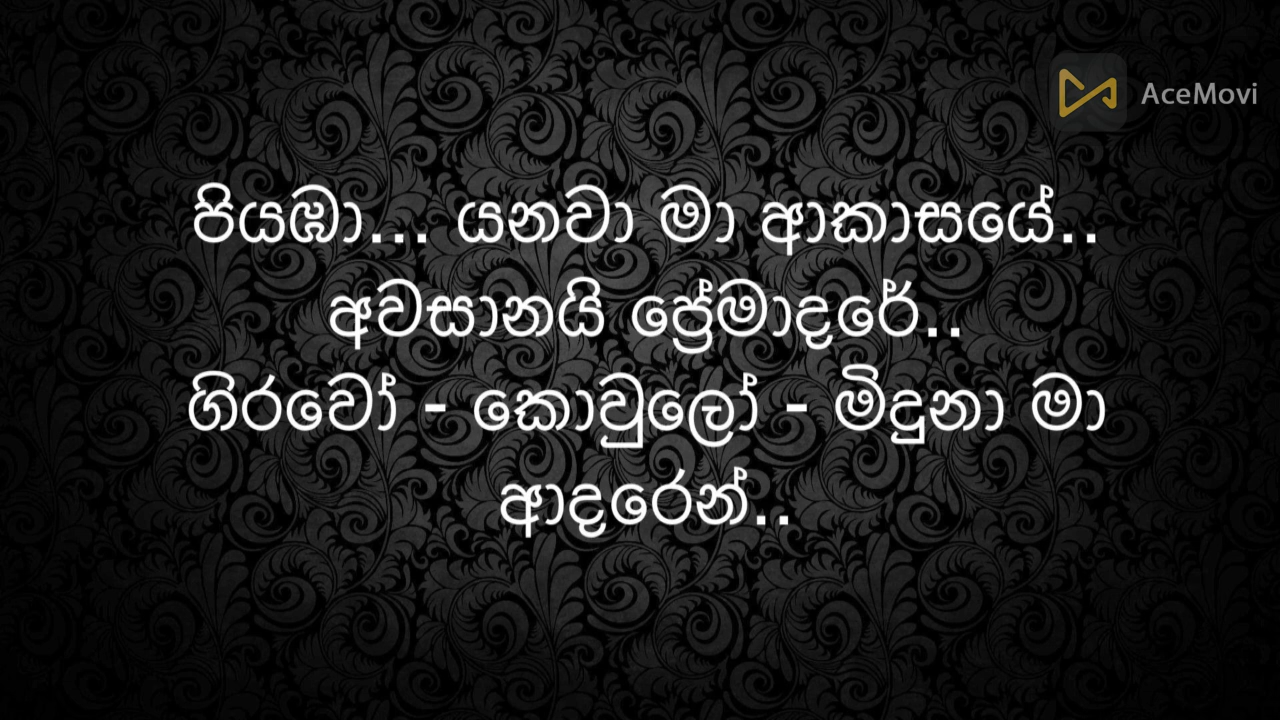 AceMovi
පියඹා... යනවා මා ආකාසයේ..
අවසානයි ප්‍රේමාදරේ..
ගිරවෝ - කොවුලෝ - මිදුනා මා
ආදරෙන්..